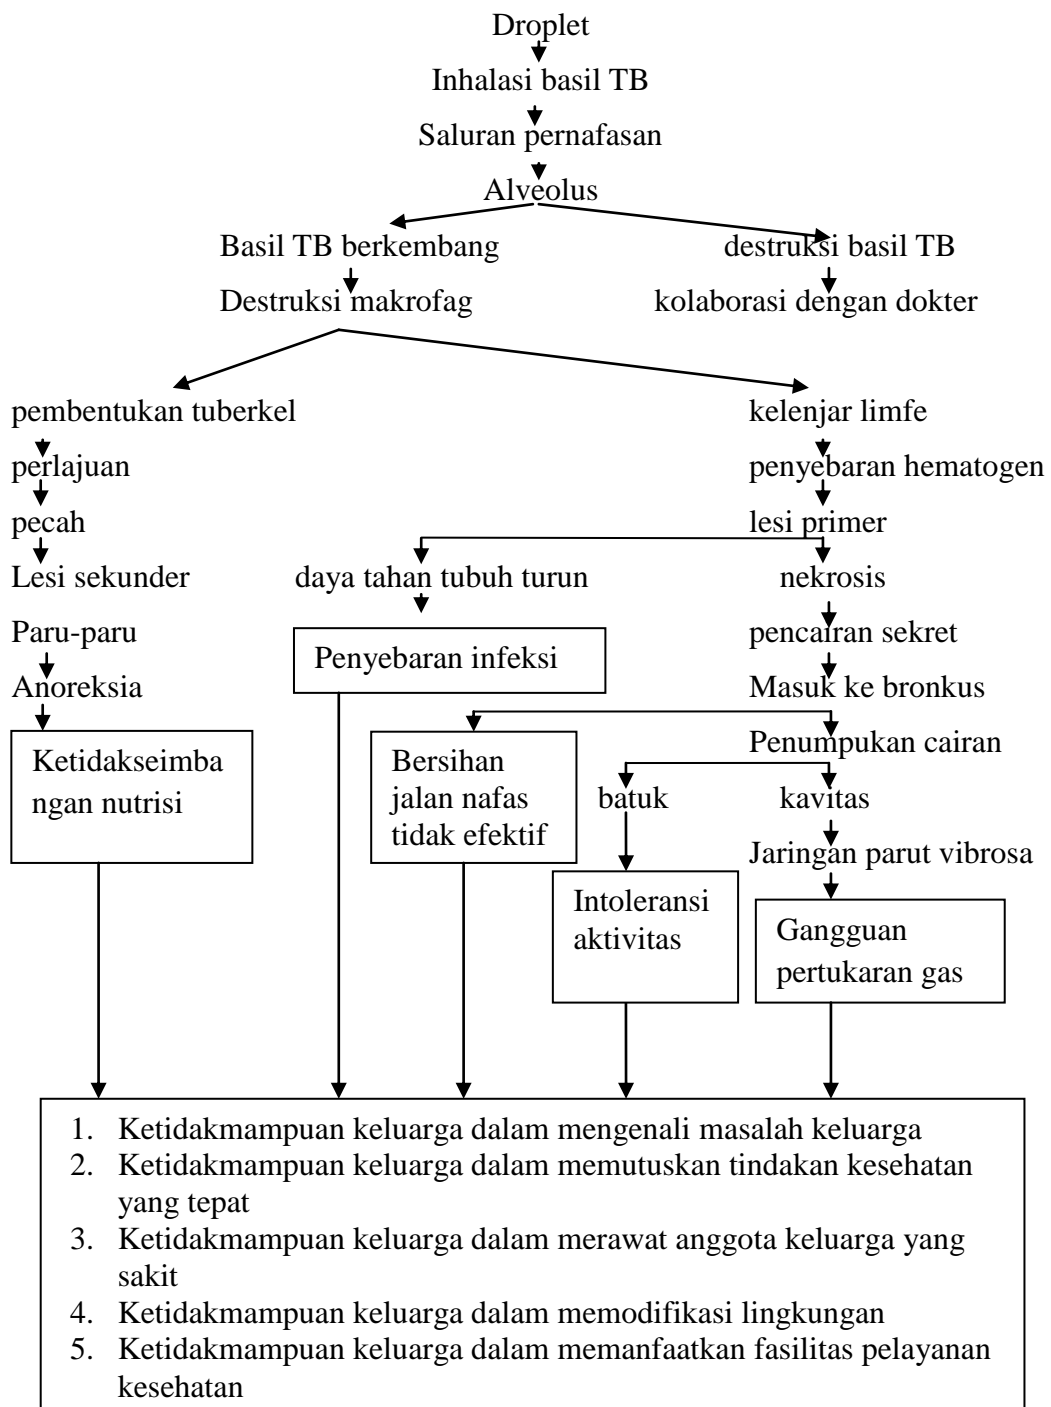 Droplet
Inhalasi basil TB
Saluran pernafasan
Alveolus
Basil TB berkembang
destruksi basil TB
Destruksi makrofag
kolaborasi dengan dokter
pembentukan tuberkel
kelenjar limfe
perlajuan
penyebaran hematogen
pecah
lesi primer
Lesi sekunder
daya tahan tubuh turun
nekrosis
Paru-paru
pencairan sekret
Penyebaran infeksi
Anoreksia
Masuk ke bronkus
Penumpukan cairan
Ketidakseimba
ngan nutrisi
Bersihan
jalan nafas
tidak efektif
batuk
kavitas
Jaringan parut vibrosa
Intoleransi
aktivitas
Gangguan
pertukaran gas
1. Ketidakmampuan keluarga dalam mengenali masalah keluarga
2. Ketidakmampuan keluarga dalam memutuskan tindakan kesehatan
yang tepat
3. Ketidakmampuan keluarga dalam merawat anggota keluarga yang
sakit
4. Ketidakmampuan keluarga dalam memodifikasi lingkungan
5. Ketidakmampuan keluarga dalam memanfaatkan fasilitas pelayanan
kesehatan